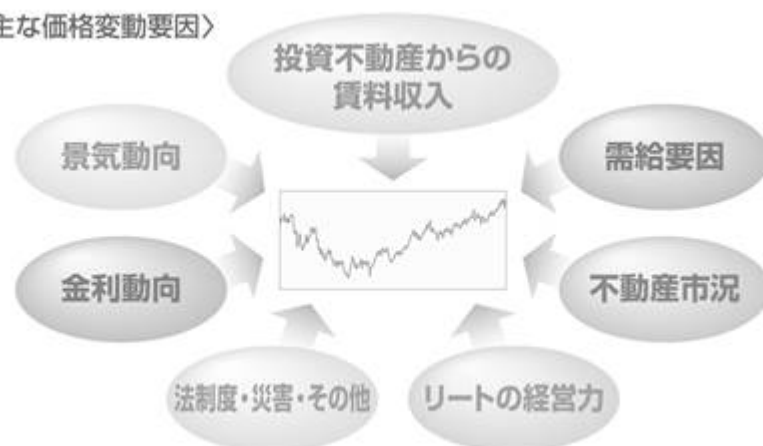 主な価格変動要因〉
投資不動産からの
賃料収入
景気動向
需給要因
金利動向
不動産市況
法制度・災害・その他
リートの経営力